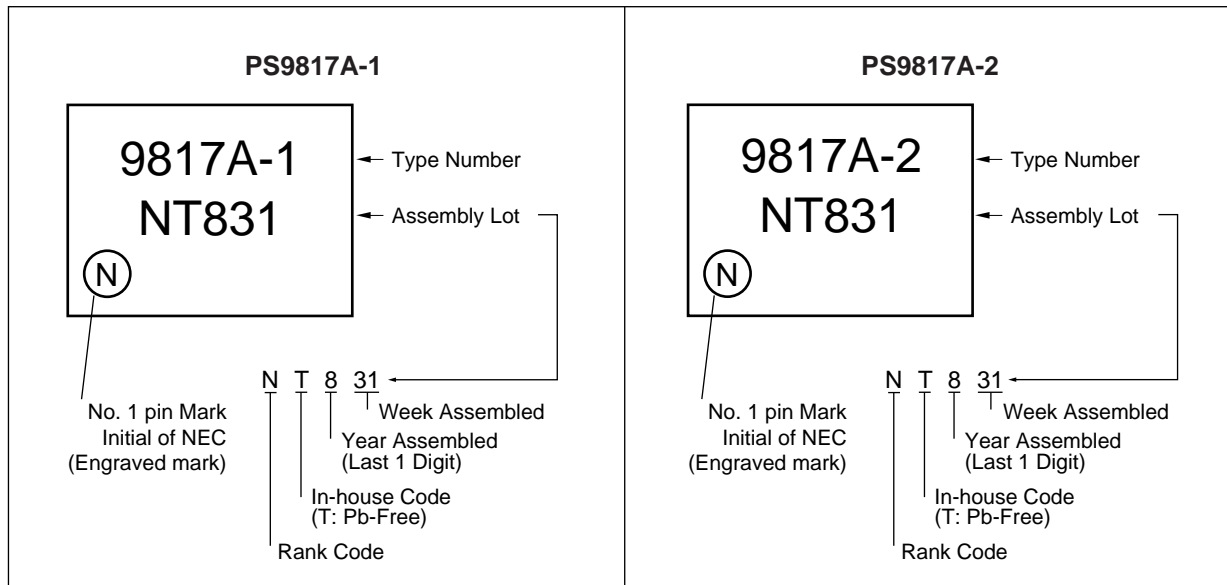 PS9817A-1
9817A-1
NT831
N
Type Number
Assembly Lot
N T 8 31
No. 1 pin Mark
Initial of NEC
(Engraved mark)
Week Assembled
Year Assembled
(Last 1 Digit)
In-house Code
(T: Pb-Free)
Rank Code
PS9817A-2
9817A-2
NT831
N
Type Number
Assembly Lot
N T 8 31
No. 1 pin Mark
Initial of NEC
(Engraved mark)
Week Assembled
Year Assembled
(Last 1 Digit)
In-house Code
(T: Pb-Free)
Rank Code